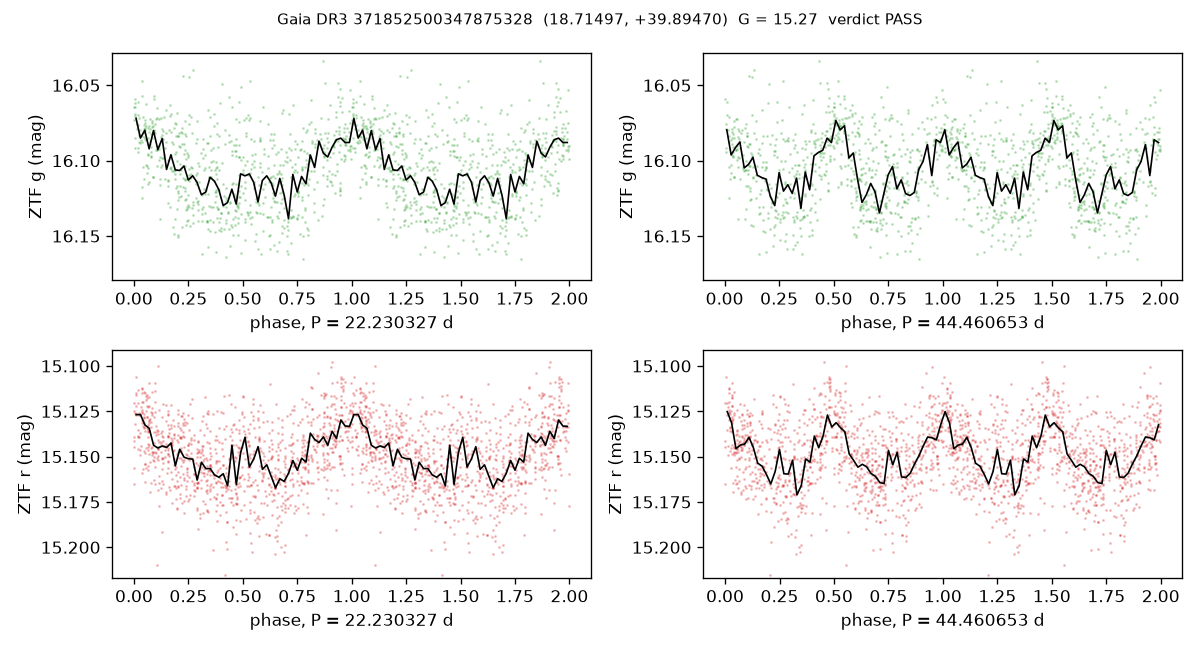 Gaia DR3 371852500347875328 (18.71497, +39.89470) G = 15.27 verdict PASS
ZTF g (mag)
16.05
16.10
16.15
0.00 0.25 0.50 0.75 1.00 1.25 1.50 1.75 2.00
phase, P = 22.230327 d
ZTF g (mag)
16.05
16.10
16.15
0.00 0.25 0.50 0.75 1.00 1.25 1.50 1.75 2.00
phase, P = 44.460653 d
ZTF r (mag)
15.100
15.125
15.150
15.175
15.200
0.00 0.25 0.50 0.75 1.00 1.25 1.50 1.75 2.00
phase, P = 22.230327 d
ZTF r (mag)
15.100
15.125
15.150
15.175
15.200
0.00 0.25 0.50 0.75 1.00 1.25 1.50 1.75 2.00
phase, P = 44.460653 d